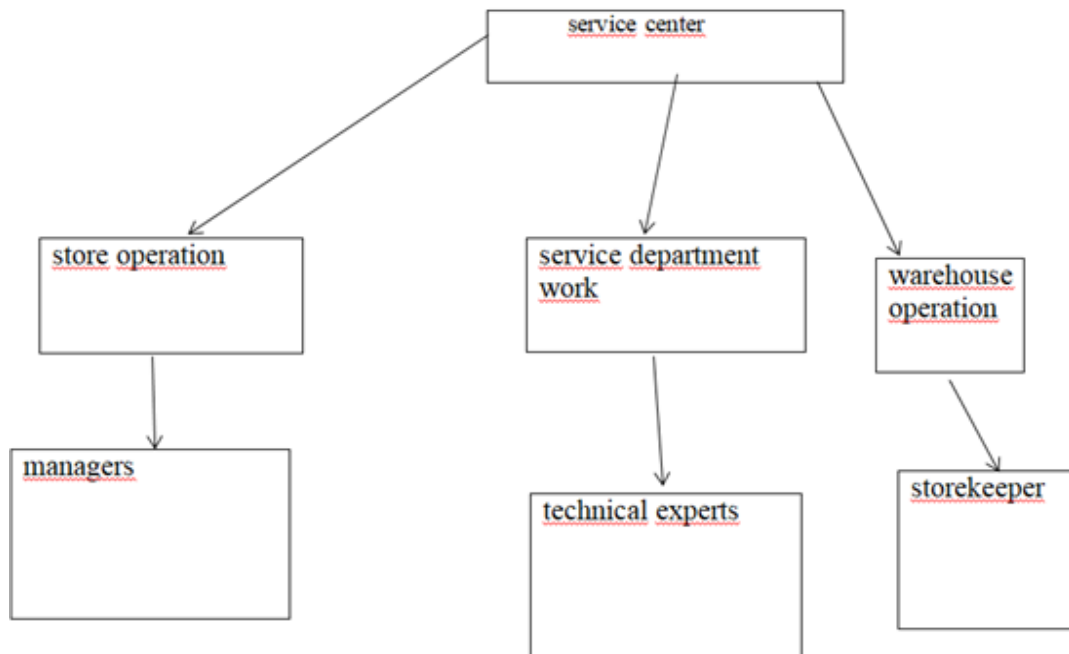 service center
store operation
service department
work
warehouse
operation
managers
technical experts
storekeeper